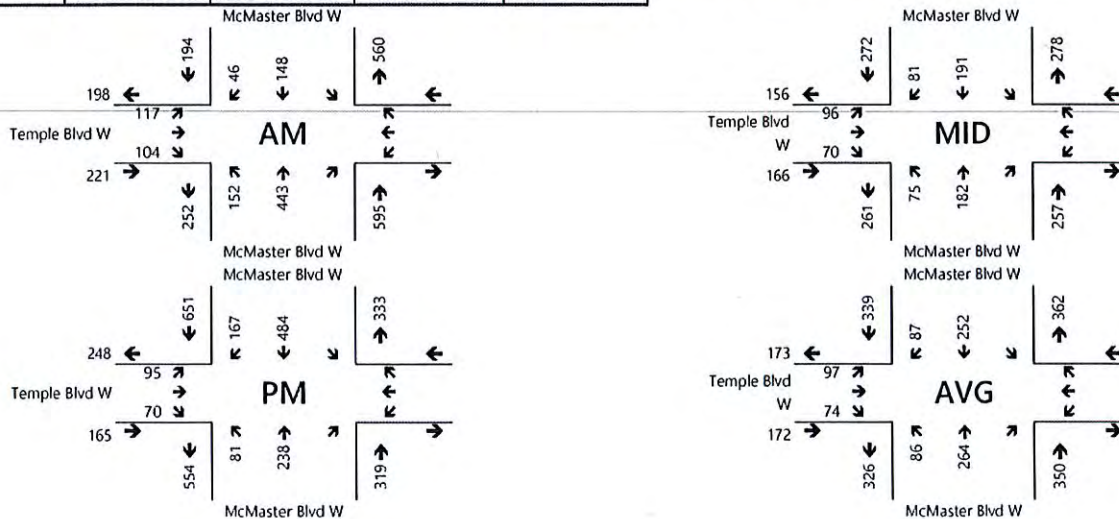 McMaster Blvd W
194
46
148
560
198
117
Temple Blvd W
AM
104
221
252
152
443
595
McMaster Blvd W
McMaster Blvd W
272
81
191
278
156
96
Temple Blvd
W
MID
70
166
261
75
182
257
McMaster Blvd W
McMaster Blvd W
651
167
484
333
248
95
Temple Blvd W
PM
70
165
554
81
238
319
McMaster Blvd W
McMaster Blvd W
339
87
252
362
173
97
Temple Blvd
W
AVG
74
172
326
86
264
350
McMaster Blvd W